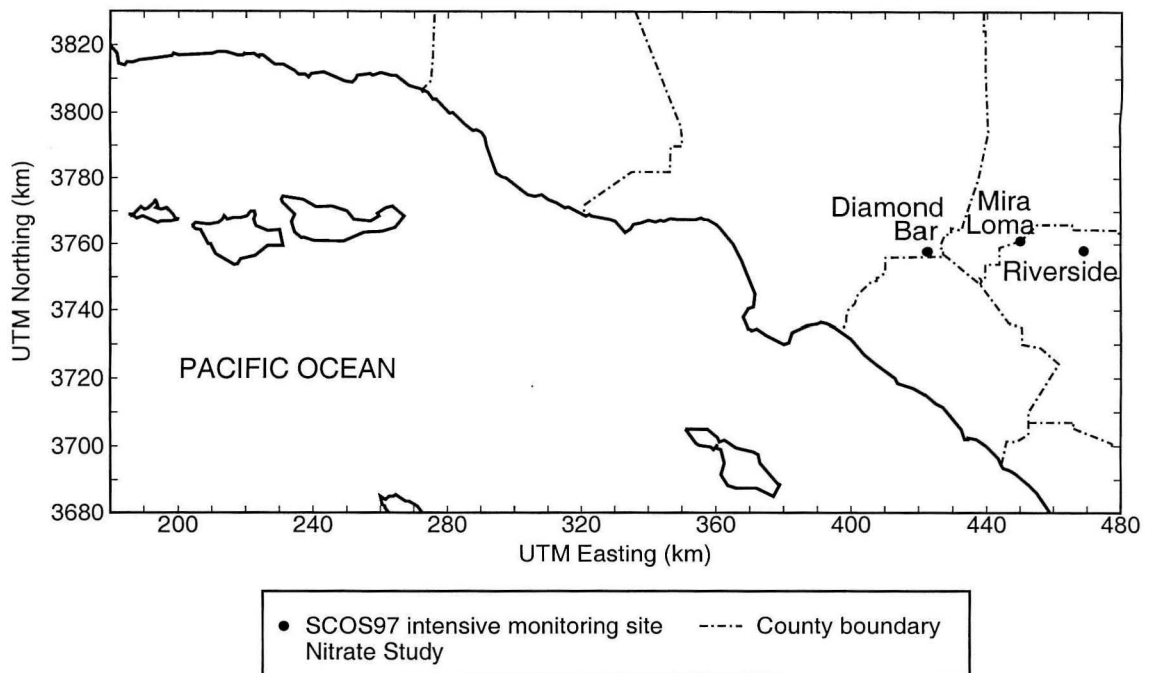 3820
3800
3780
3760
3740
3720
3700
3680
UTM Northing (km)
Diamond
Bar
Mira
Loma
Riverside
PACIFIC OCEAN
200
240
280
320
360
400
440
480
UTM Easting (km)
SCOS97 intensive monitoring site
Nitrate Study
County boundary